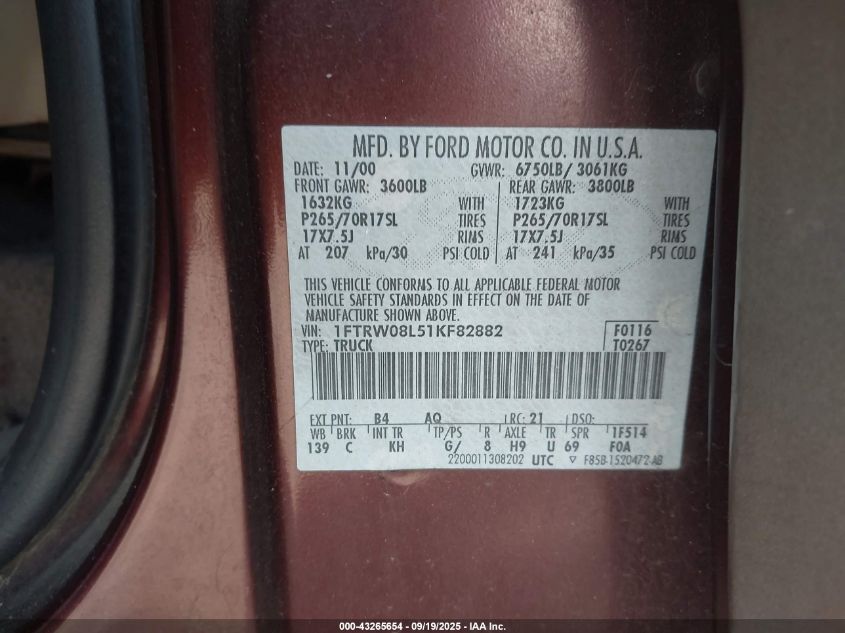 MFD. BY FORD MOTOR CO. IN U.S.A.
DATE: 11/00 GVWR: 6750LB/ 3061KG
FRONT GAWR: 3600LB REAR GAWR: 3800LB
1632KG WITH 1723KG WITH
P265/70R17SL TIRES P265/70R17SL TIRES
17X7.5J RIMS 17X7.5J RIMS
AT 207 kPa/30 PSI COLD AT 241 kPa/35 PSI COLD
THIS VEHICLE CONFORMS TO ALL APPLICABLE FEDERAL MOTOR
VEHICLE SAFETY STANDARDS IN EFFECT ON THE DATE OF
MANUFACTURE SHOWN ABOVE.
VIN: 1FTRW08L51KF82882 F0116
TYPE: TRUCK T0267
EXT PNT: B4 AQ RC: 21 DSO:
WB BRK INT TR TP/PS R AXLE TR SPR 1F514
139 C KH G/ 8 H9 U 69 F0A
2200011308202 UTC ▽ F85B-1520472-AB
000-43265654 - 09/19/2025 - IAA Inc.